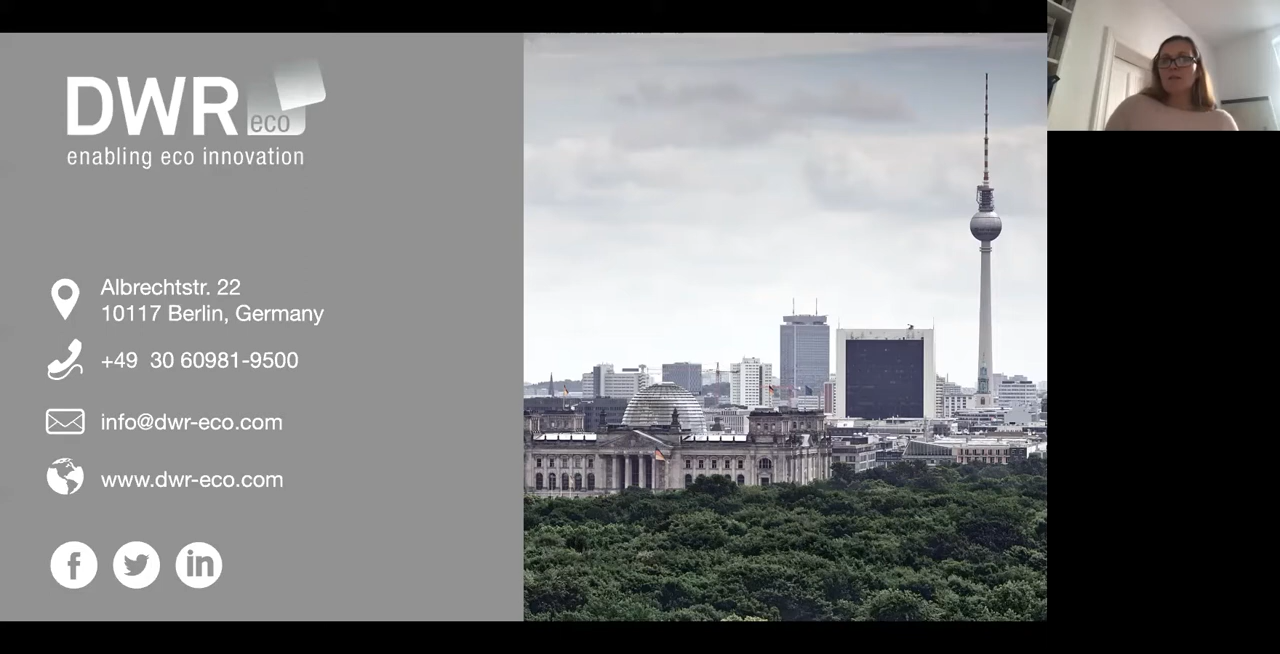 DWR
eco
enabling eco innovation
Albrechtstr. 22
10117 Berlin, Germany
+49 30 60981-9500
info@dwr-eco.com
www.dwr-eco.com
f
in